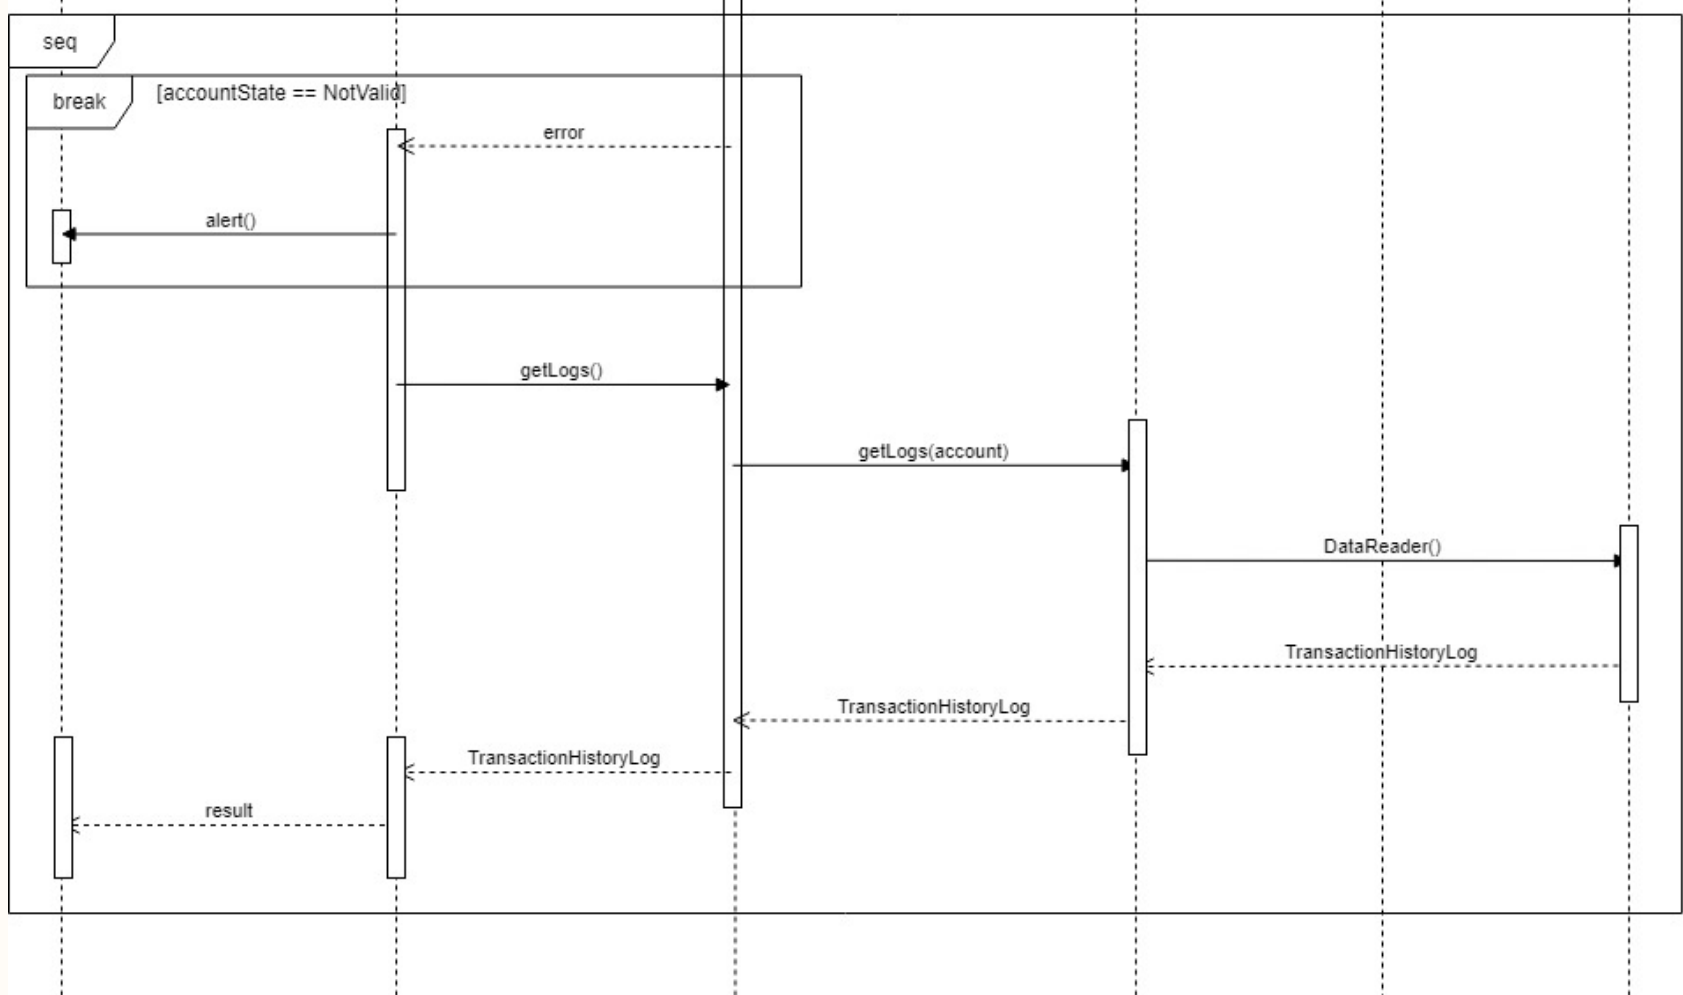 seq
break
[accountState == NotValid]
error
alert()
getLogs()
getLogs(account)
DataReader()
TransactionHistoryLog
TransactionHistoryLog
TransactionHistoryLog
result